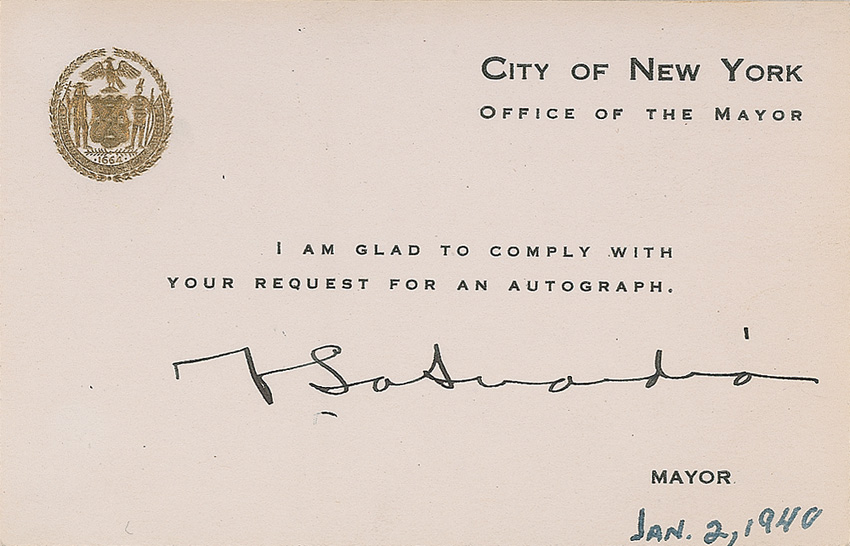 CITY OF NEW YORK
OFFICE OF THE MAYOR
1664
I AM GLAD TO COMPLY WITH
YOUR REQUEST FOR AN AUTOGRAPH.
F LaGuardia
MAYOR
JAN. 2, 1940